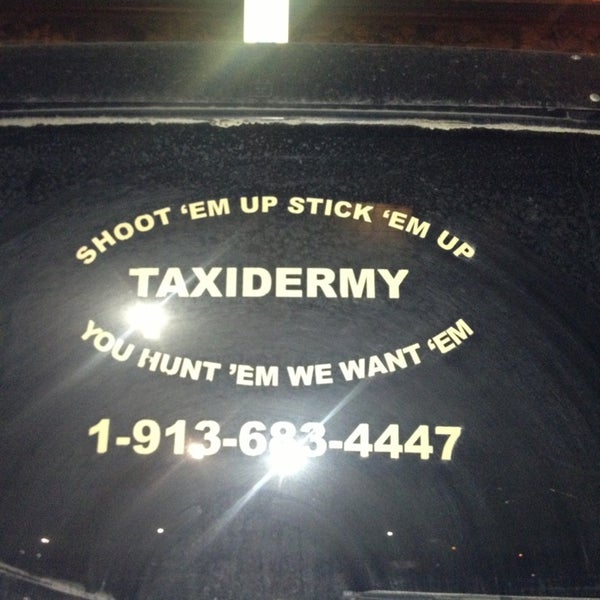 SHOOT ‘EM UP STICK ‘EM UP
TAXIDERMY
YOU HUNT ’EM WE WANT ‘EM
1-913-683-4447